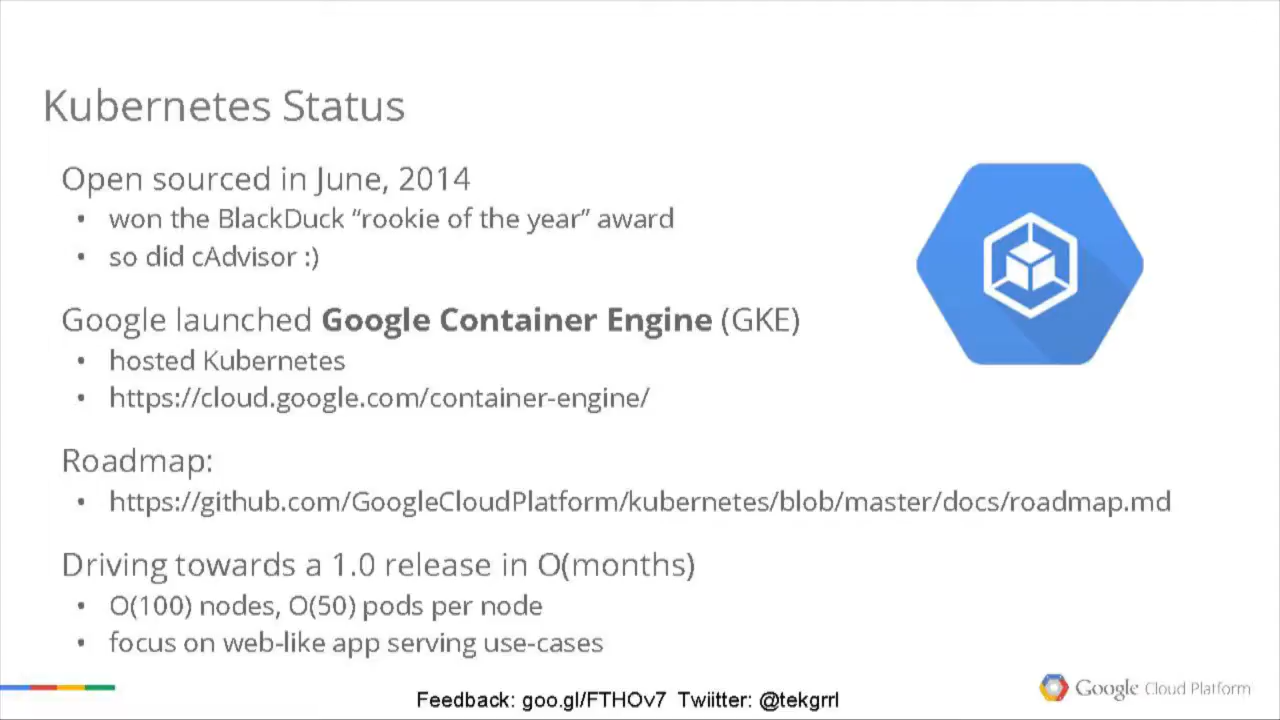 Kubernetes Status
Open sourced in June, 2014
• won the BlackDuck “rookie of the year” award
• so did cAdvisor :)
Google launched Google Container Engine (GKE)
• hosted Kubernetes
• https://cloud.google.com/container-engine/
Roadmap:
• https://github.com/GoogleCloudPlatform/kubernetes/blob/master/docs/roadmap.md
Driving towards a 1.0 release in O(months)
• O(100) nodes, O(50) pods per node
• focus on web-like app serving use-cases
Feedback: goo.gl/FTHOv7 Twiitter: @tekgrrl
Google Cloud Platform